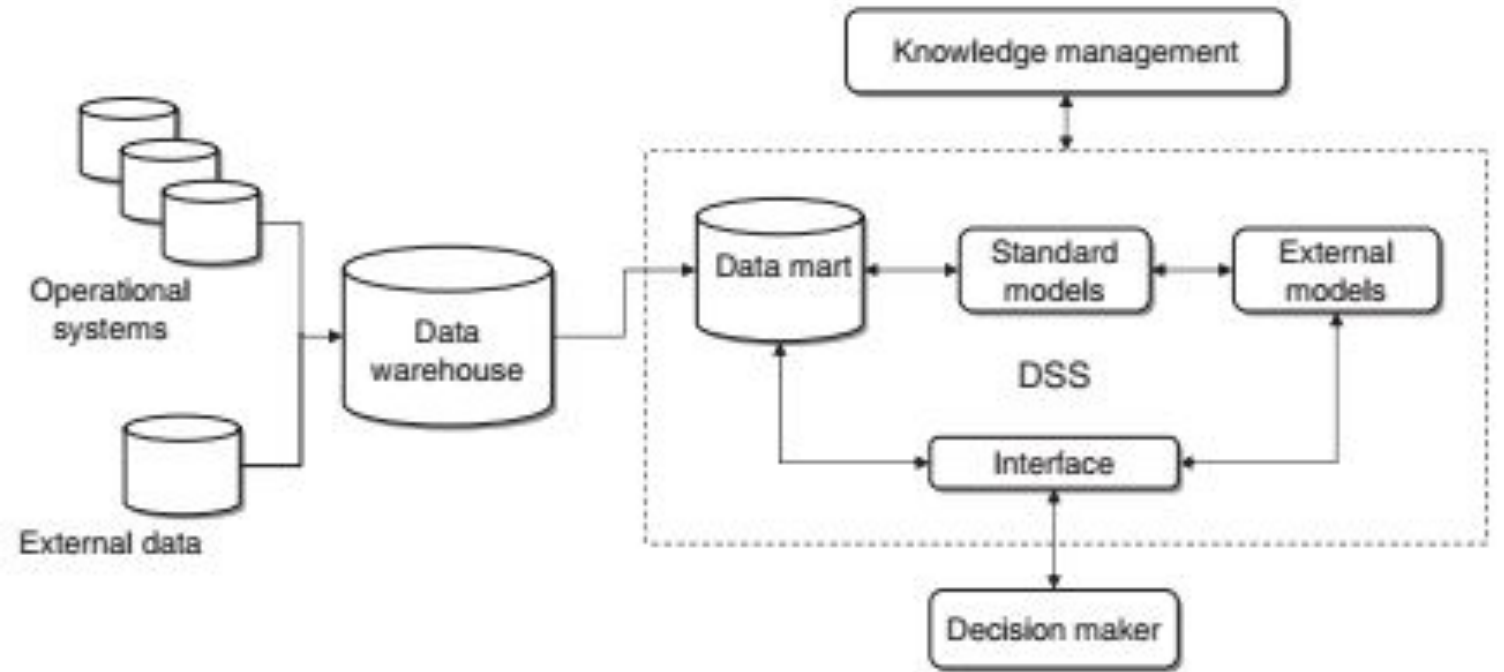 Knowledge management
Operational
systems
External data
Data
warehouse
Data mart
Standard
models
External
models
DSS
Interface
Decision maker